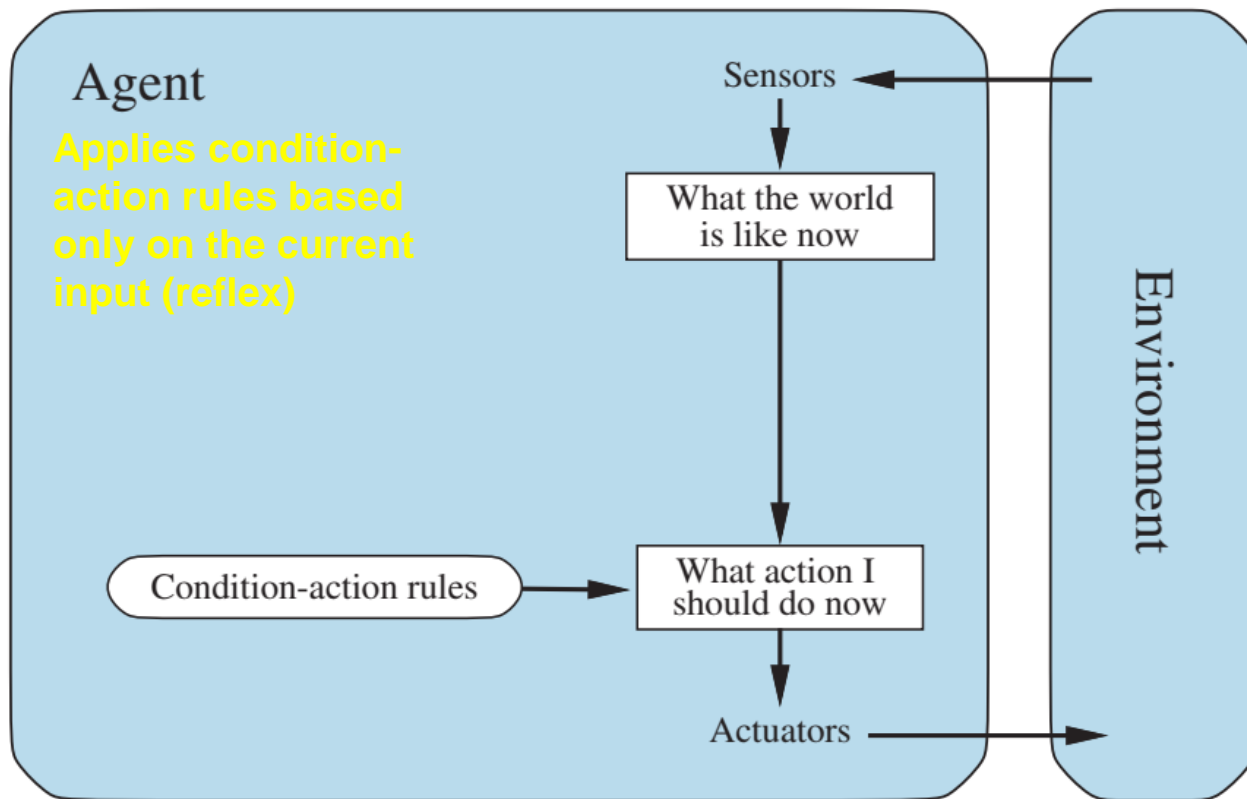 Agent
Applies condition-
action rules based
only on the current
input (reflex)
Sensors
What the world
is like now
Condition-action rules
What action I
should do now
Actuators
Environment